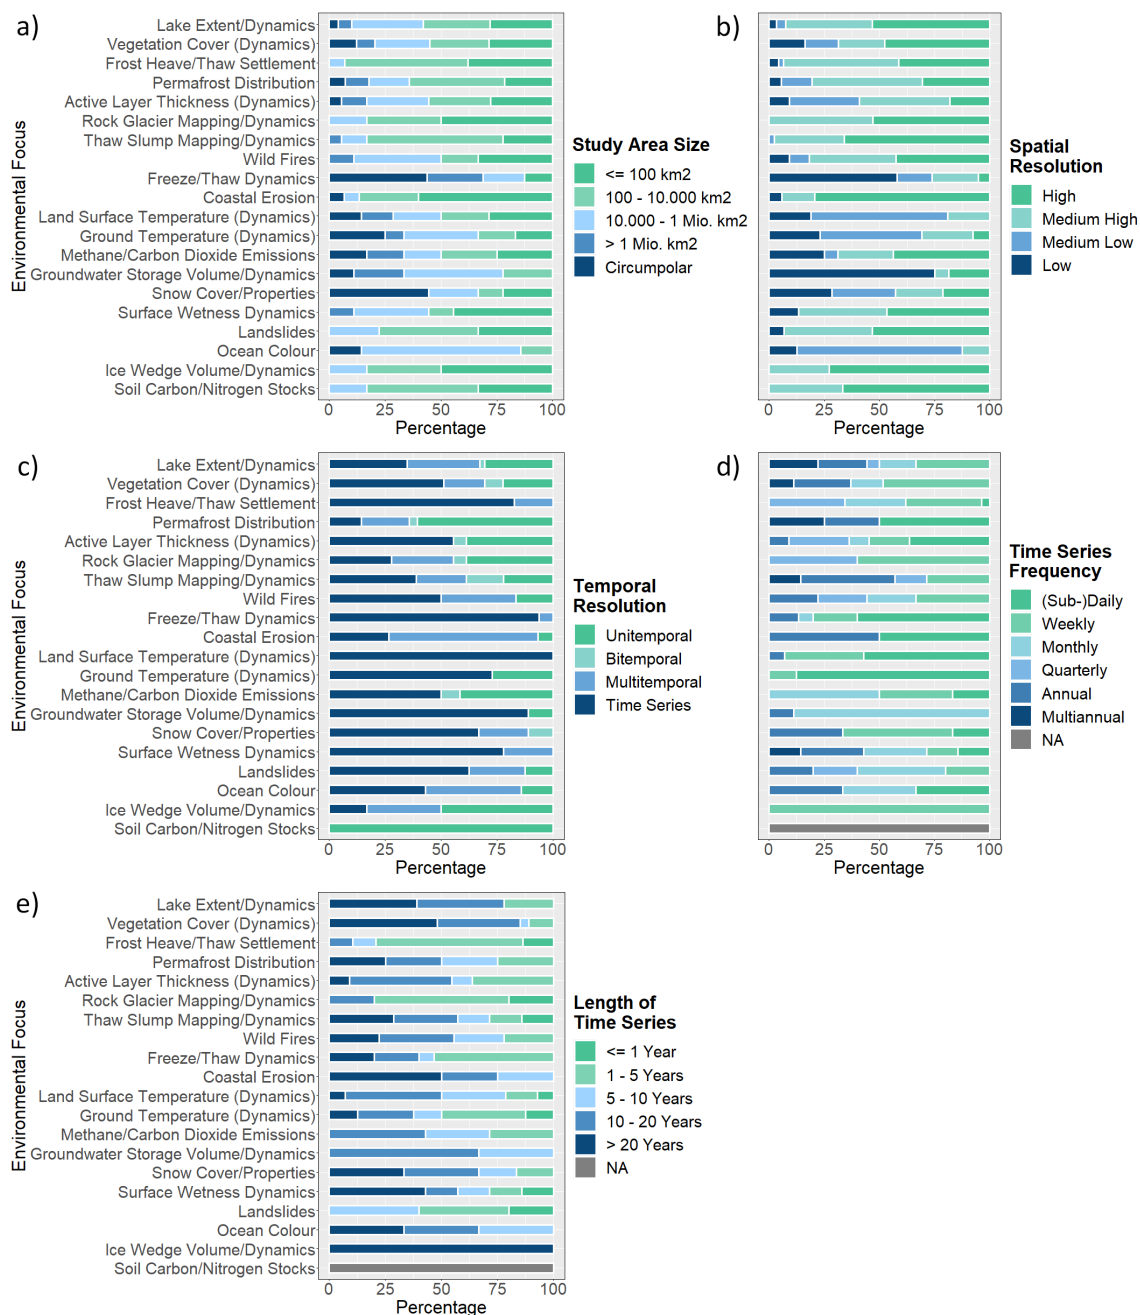 a)
Environmental Focus
Lake Extent/Dynamics
Vegetation Cover (Dynamics)
Frost Heave/Thaw Settlement
Permafrost Distribution
Active Layer Thickness (Dynamics)
Rock Glacier Mapping/Dynamics
Thaw Slump Mapping/Dynamics
Wild Fires
Freeze/Thaw Dynamics
Coastal Erosion
Land Surface Temperature (Dynamics)
Ground Temperature (Dynamics)
Methane/Carbon Dioxide Emissions
Groundwater Storage Volume/Dynamics
Snow Cover/Properties
Surface Wetness Dynamics
Landslides
Ocean Colour
Ice Wedge Volume/Dynamics
Soil Carbon/Nitrogen Stocks
0 25 50 75 100
Percentage
Study Area Size
<= 100 km2
100 - 10.000 km2
10.000 - 1 Mio. km2
> 1 Mio. km2
Circumpolar
b)
0 25 50 75 100
Percentage
Spatial
Resolution
High
Medium High
Medium Low
Low
c)
Environmental Focus
Lake Extent/Dynamics
Vegetation Cover (Dynamics)
Frost Heave/Thaw Settlement
Permafrost Distribution
Active Layer Thickness (Dynamics)
Rock Glacier Mapping/Dynamics
Thaw Slump Mapping/Dynamics
Wild Fires
Freeze/Thaw Dynamics
Coastal Erosion
Land Surface Temperature (Dynamics)
Ground Temperature (Dynamics)
Methane/Carbon Dioxide Emissions
Groundwater Storage Volume/Dynamics
Snow Cover/Properties
Surface Wetness Dynamics
Landslides
Ocean Colour
Ice Wedge Volume/Dynamics
Soil Carbon/Nitrogen Stocks
0 25 50 75 100
Percentage
Temporal
Resolution
Unitemporal
Bitemporal
Multitemporal
Time Series
d)
0 25 50 75 100
Percentage
Time Series
Frequency
(Sub-)Daily
Weekly
Monthly
Quarterly
Annual
Multiannual
NA
e)
Environmental Focus
Lake Extent/Dynamics
Vegetation Cover (Dynamics)
Frost Heave/Thaw Settlement
Permafrost Distribution
Active Layer Thickness (Dynamics)
Rock Glacier Mapping/Dynamics
Thaw Slump Mapping/Dynamics
Wild Fires
Freeze/Thaw Dynamics
Coastal Erosion
Land Surface Temperature (Dynamics)
Ground Temperature (Dynamics)
Methane/Carbon Dioxide Emissions
Groundwater Storage Volume/Dynamics
Snow Cover/Properties
Surface Wetness Dynamics
Landslides
Ocean Colour
Ice Wedge Volume/Dynamics
Soil Carbon/Nitrogen Stocks
0 25 50 75 100
Percentage
Length of
Time Series
<= 1 Year
1 - 5 Years
5 - 10 Years
10 - 20 Years
> 20 Years
NA